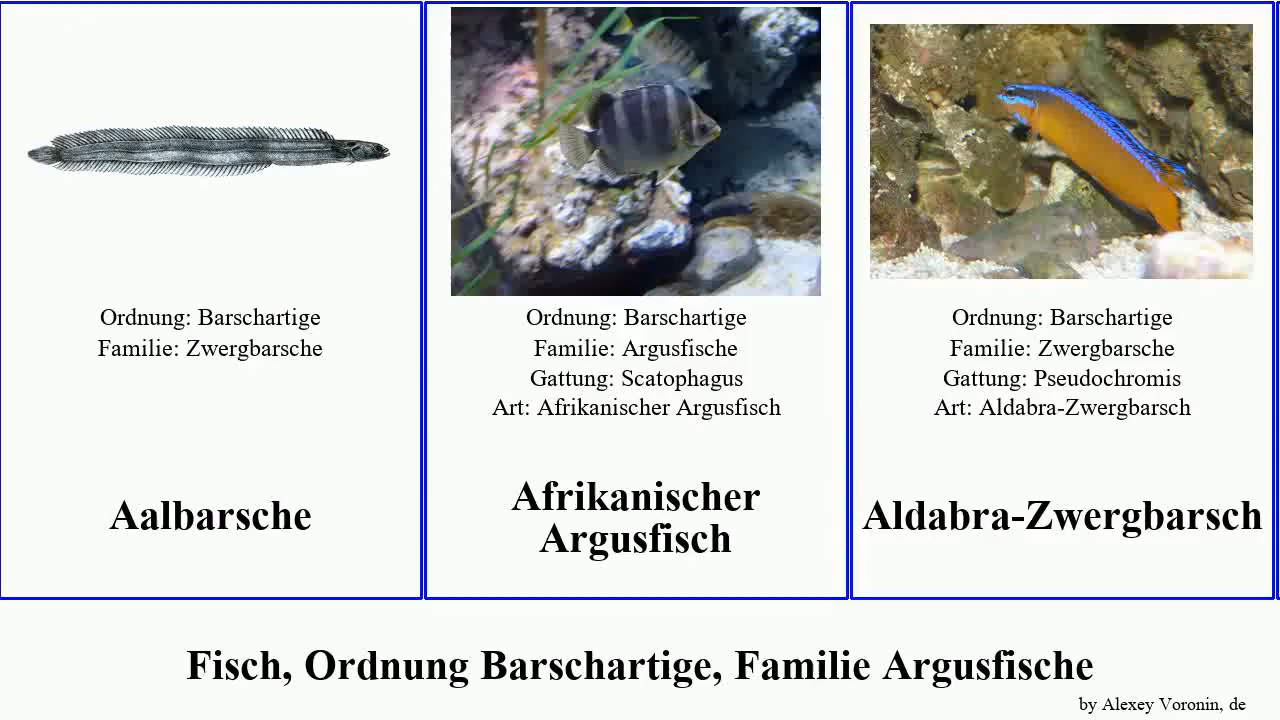 Ordnung: Barschartige
Familie: Zwergbarsche
Aalbarsche
Ordnung: Barschartige
Familie: Argusfische
Gattung: Scatophagus
Art: Afrikanischer Argusfisch
Afrikanischer
Argusfisch
Ordnung: Barschartige
Familie: Zwergbarsche
Gattung: Pseudochromis
Art: Aldabra-Zwergbarsch
Aldabra-Zwergbarsch
Fisch, Ordnung Barschartige, Familie Argusfische
by Alexey Voronin, de